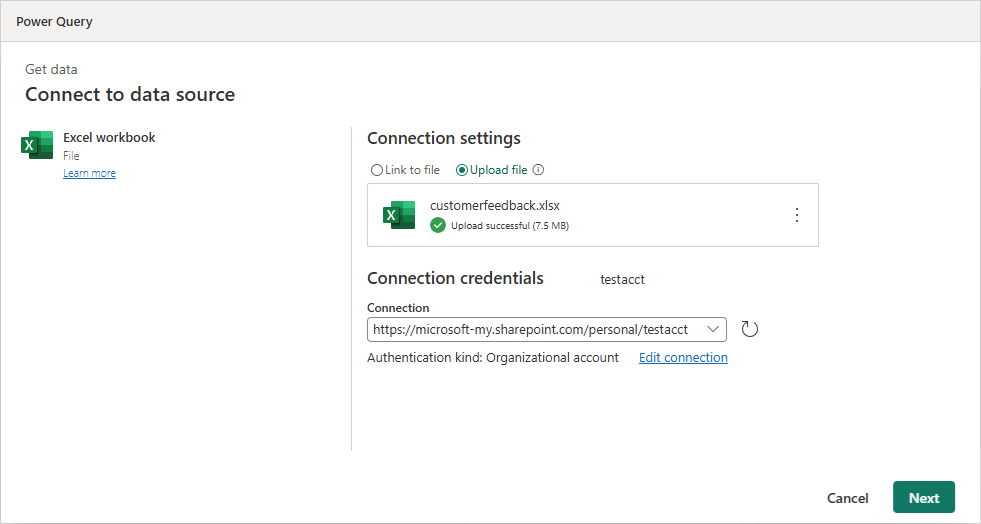 Power Query
Get data
Connect to data source
Excel workbook
File
Learn more
Connection settings
Link to file Upload file
customerfeedback.xlsx
Upload successful (7.5 MB)
Connection credentials testacct
Connection
https://microsoft-my.sharepoint.com/personal/testacct
Authentication kind: Organizational account Edit connection
Cancel Next